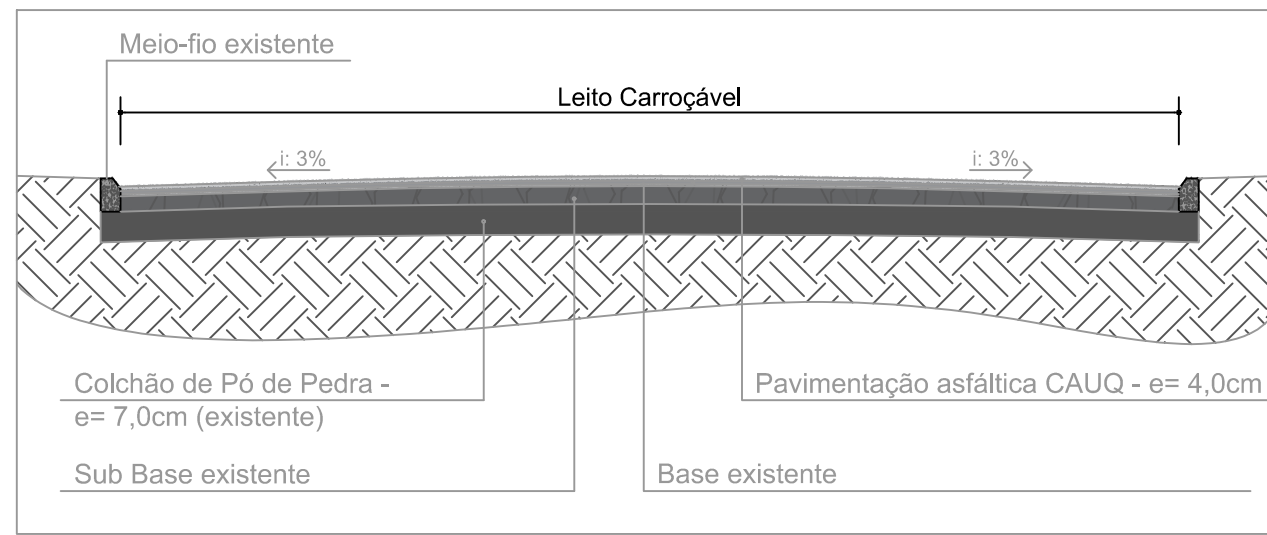 Meio-fio existente
Leito Carroçável
i: 3%
i: 3%
Colchão de Pó de Pedra -
e= 7,0cm (existente)
Pavimentação asfáltica CAUQ - e= 4,0cm
Sub Base existente
Base existente